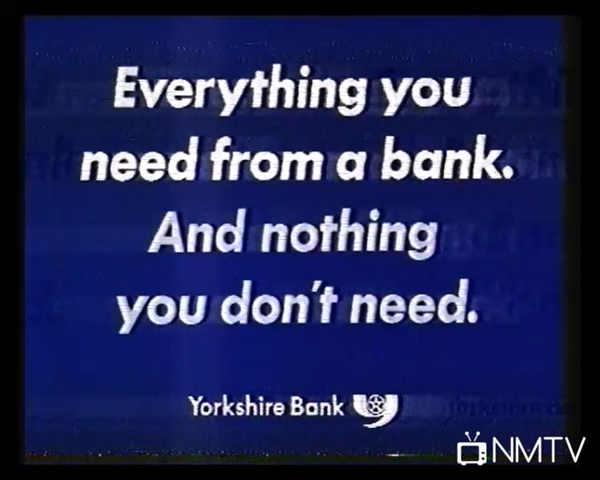 Everything you
need from a bank.
And nothing
you don't need.
Yorkshire Bank
NMTV